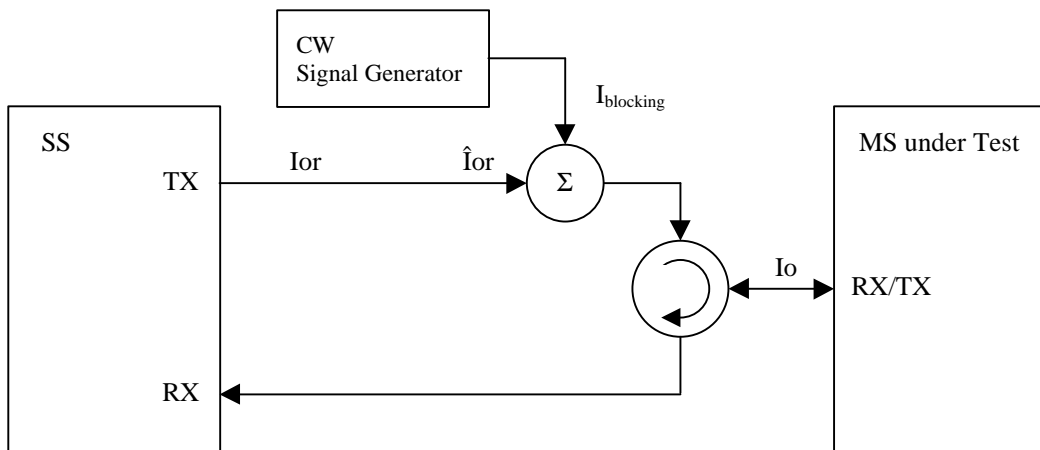 CW
Signal Generator
I_blocking
SS
MS under Test
TX
Ior
Îor
Σ
Io
RX/TX
RX